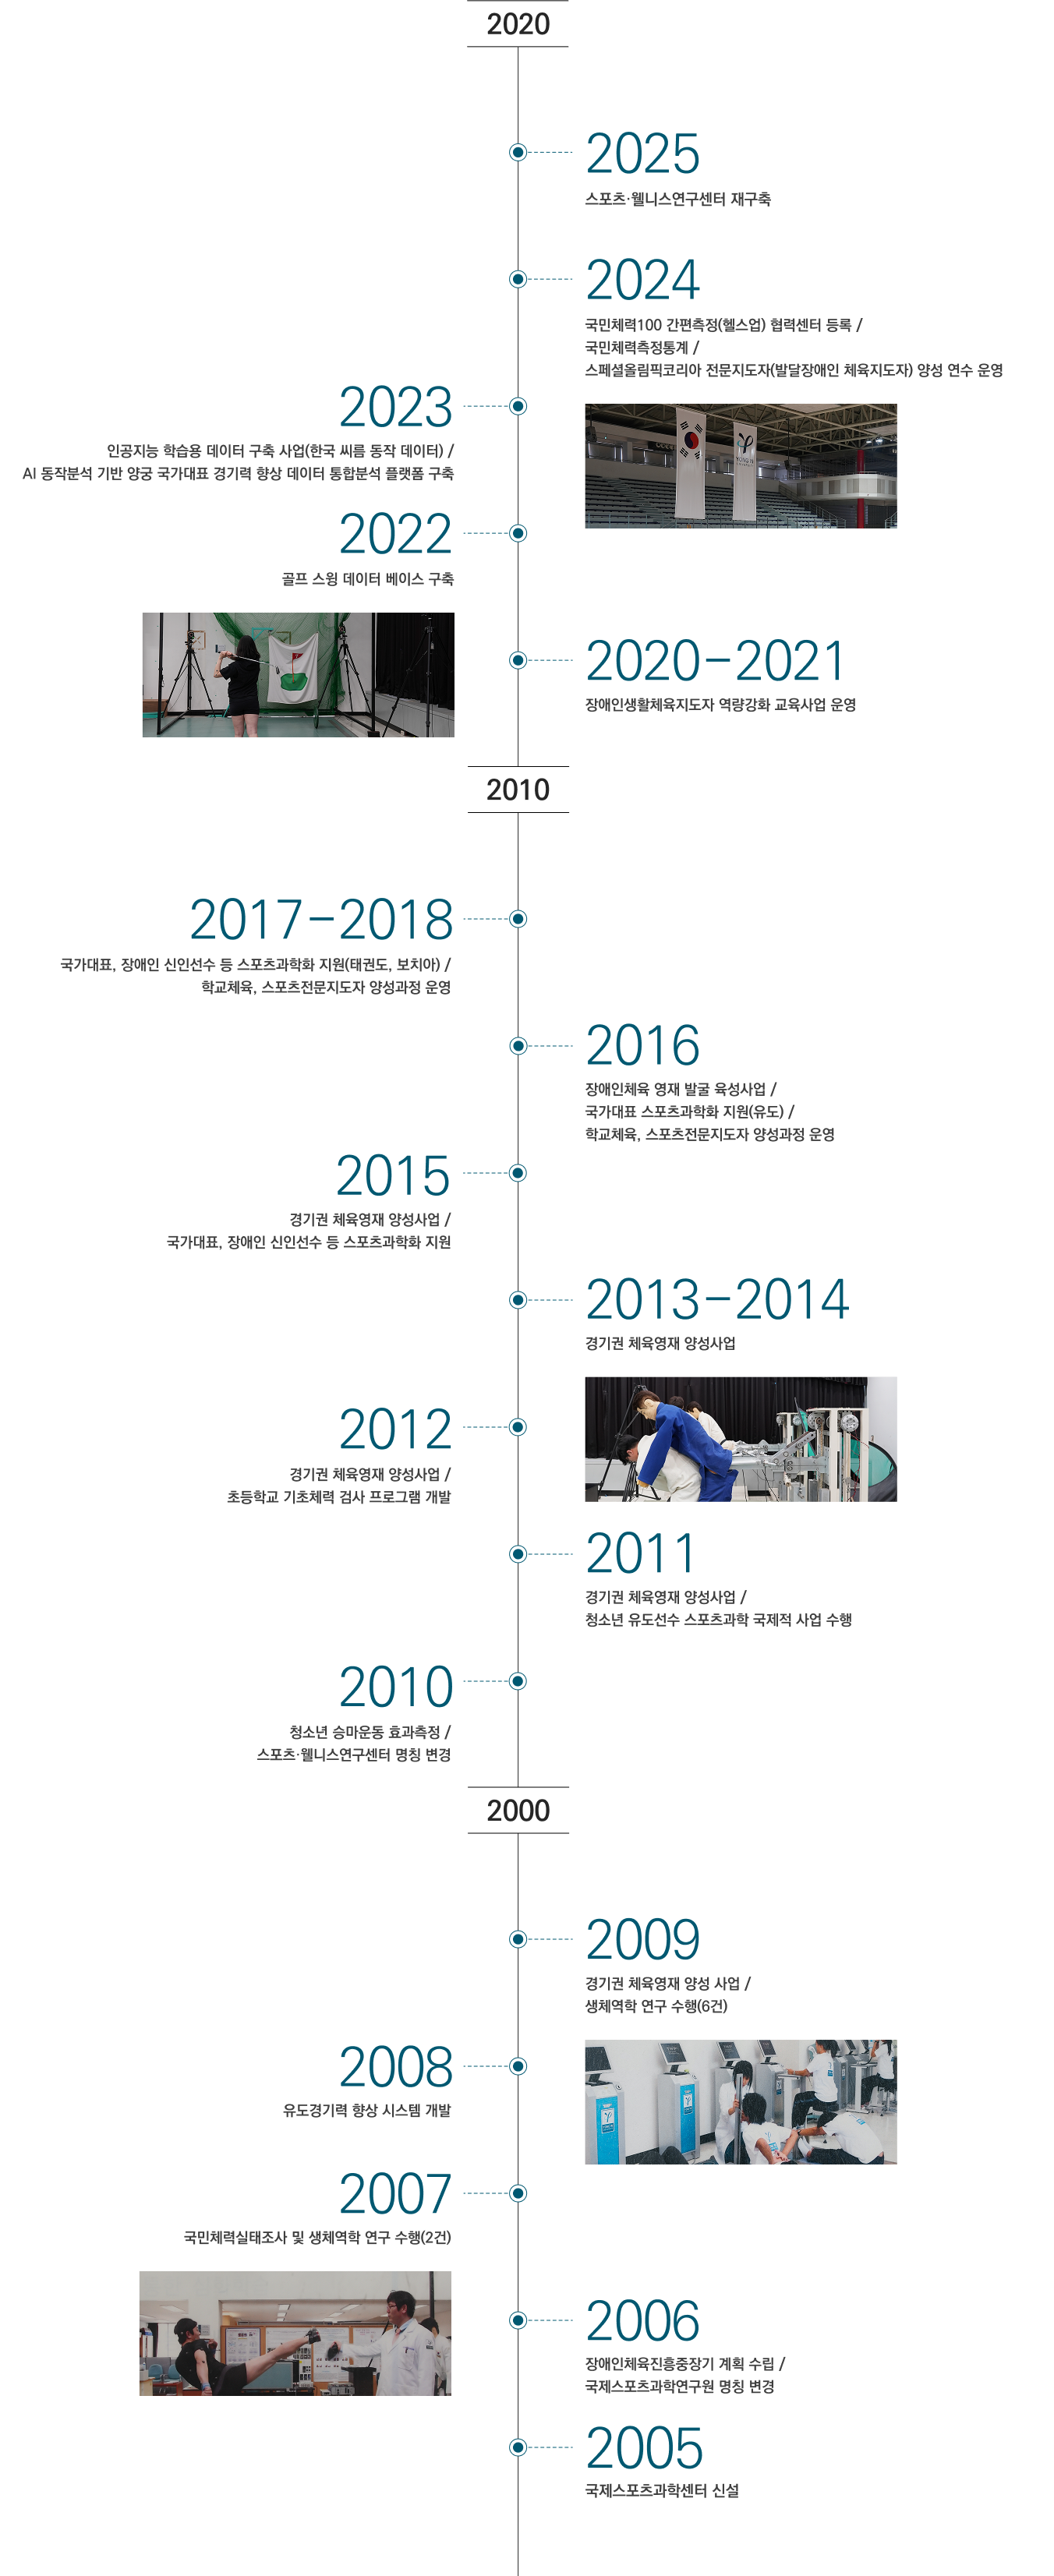 2020
2025
스포츠·웰니스연구센터 재구축
2024
국민체력100 간편측정(헬스업) 협력센터 등록 /
국민체력측정통계 /
스페셜올림픽코리아 전문지도자(발달장애인 체육지도자) 양성 연수 운영
2023
인공지능 학습용 데이터 구축 사업(한국 씨름 동작 데이터) /
AI 동작분석 기반 양궁 국가대표 경기력 향상 데이터 통합분석 플랫폼 구축
2022
골프 스윙 데이터 베이스 구축
2020-2021
장애인생활체육지도자 역량강화 교육사업 운영
2010
2017-2018
국가대표, 장애인 신인선수 등 스포츠과학화 지원(태권도, 보치아) /
학교체육, 스포츠전문지도자 양성과정 운영
2016
장애인체육 영재 발굴 육성사업 /
국가대표 스포츠과학화 지원(유도) /
학교체육, 스포츠전문지도자 양성과정 운영
2015
경기권 체육영재 양성사업 /
국가대표, 장애인 신인선수 등 스포츠과학화 지원
2013-2014
경기권 체육영재 양성사업
2012
경기권 체육영재 양성사업 /
초등학교 기초체력 검사 프로그램 개발
2011
경기권 체육영재 양성사업 /
청소년 유도선수 스포츠과학 국제적 사업 수행
2010
청소년 승마운동 효과측정 /
스포츠·웰니스연구센터 명칭 변경
2000
2009
경기권 체육영재 양성 사업 /
생체역학 연구 수행(6건)
2008
유도경기력 향상 시스템 개발
2007
국민체력실태조사 및 생체역학 연구 수행(2건)
2006
장애인체육진흥중장기 계획 수립 /
국제스포츠과학연구원 명칭 변경
2005
국제스포츠과학센터 신설